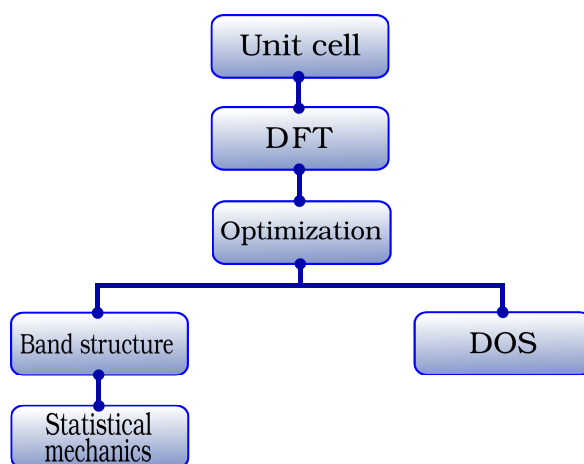 Unit cell
DFT
Optimization
Band structure
DOS
Statistical
mechanics